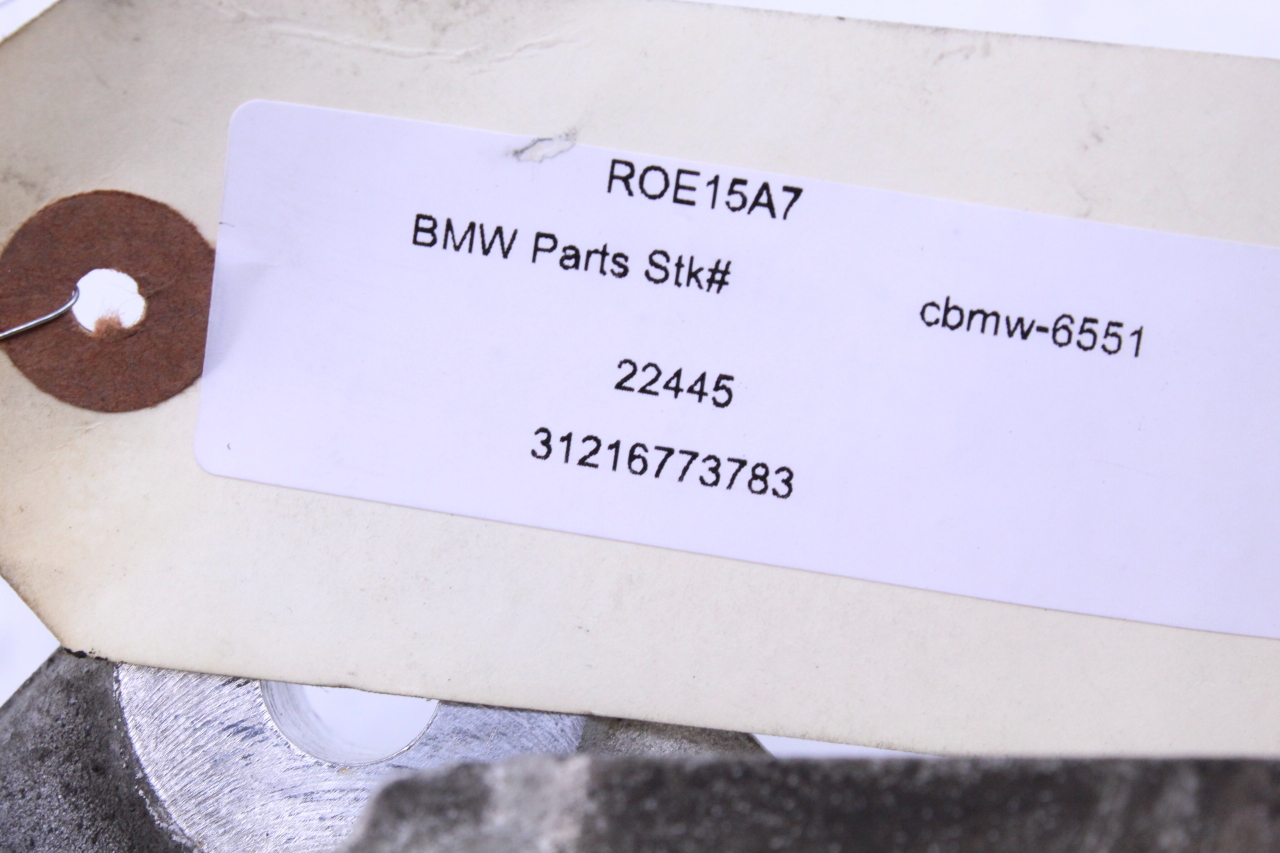 ROE15A7
BMW Parts Stk#
cbmw-6551
22445
31216773783